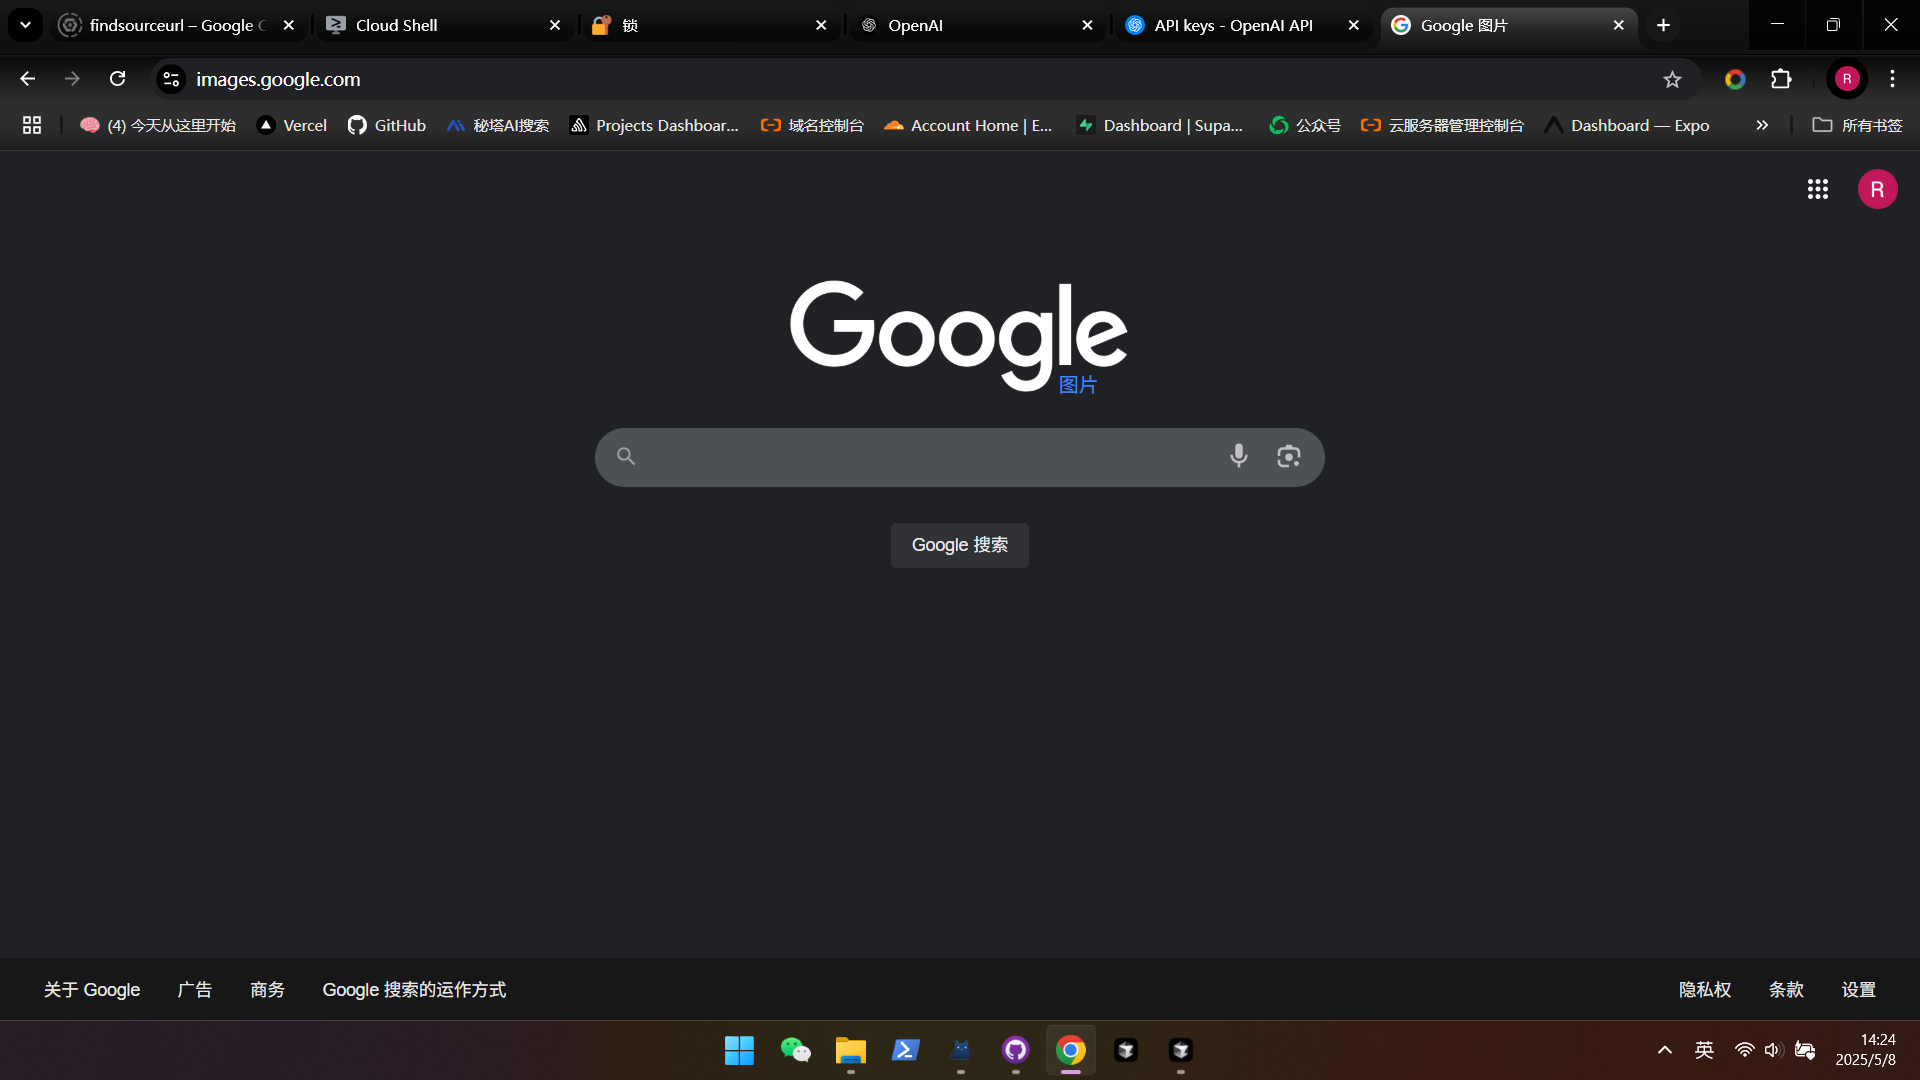 findsourceurl – Google C
Cloud Shell
锁
OpenAI
API keys - OpenAI API
Google 图片
images.google.com
R
(4) 今天从这里开始
Vercel
GitHub
秘塔AI搜索
Projects Dashboar...
域名控制台
Account Home | E...
Dashboard | Supa...
公众号
云服务器管理控制台
Dashboard — Expo
所有书签
R
Google
图片
Google 搜索
关于 Google
广告
商务
Google 搜索的运作方式
隐私权
条款
设置
英
14:24
2025/5/8